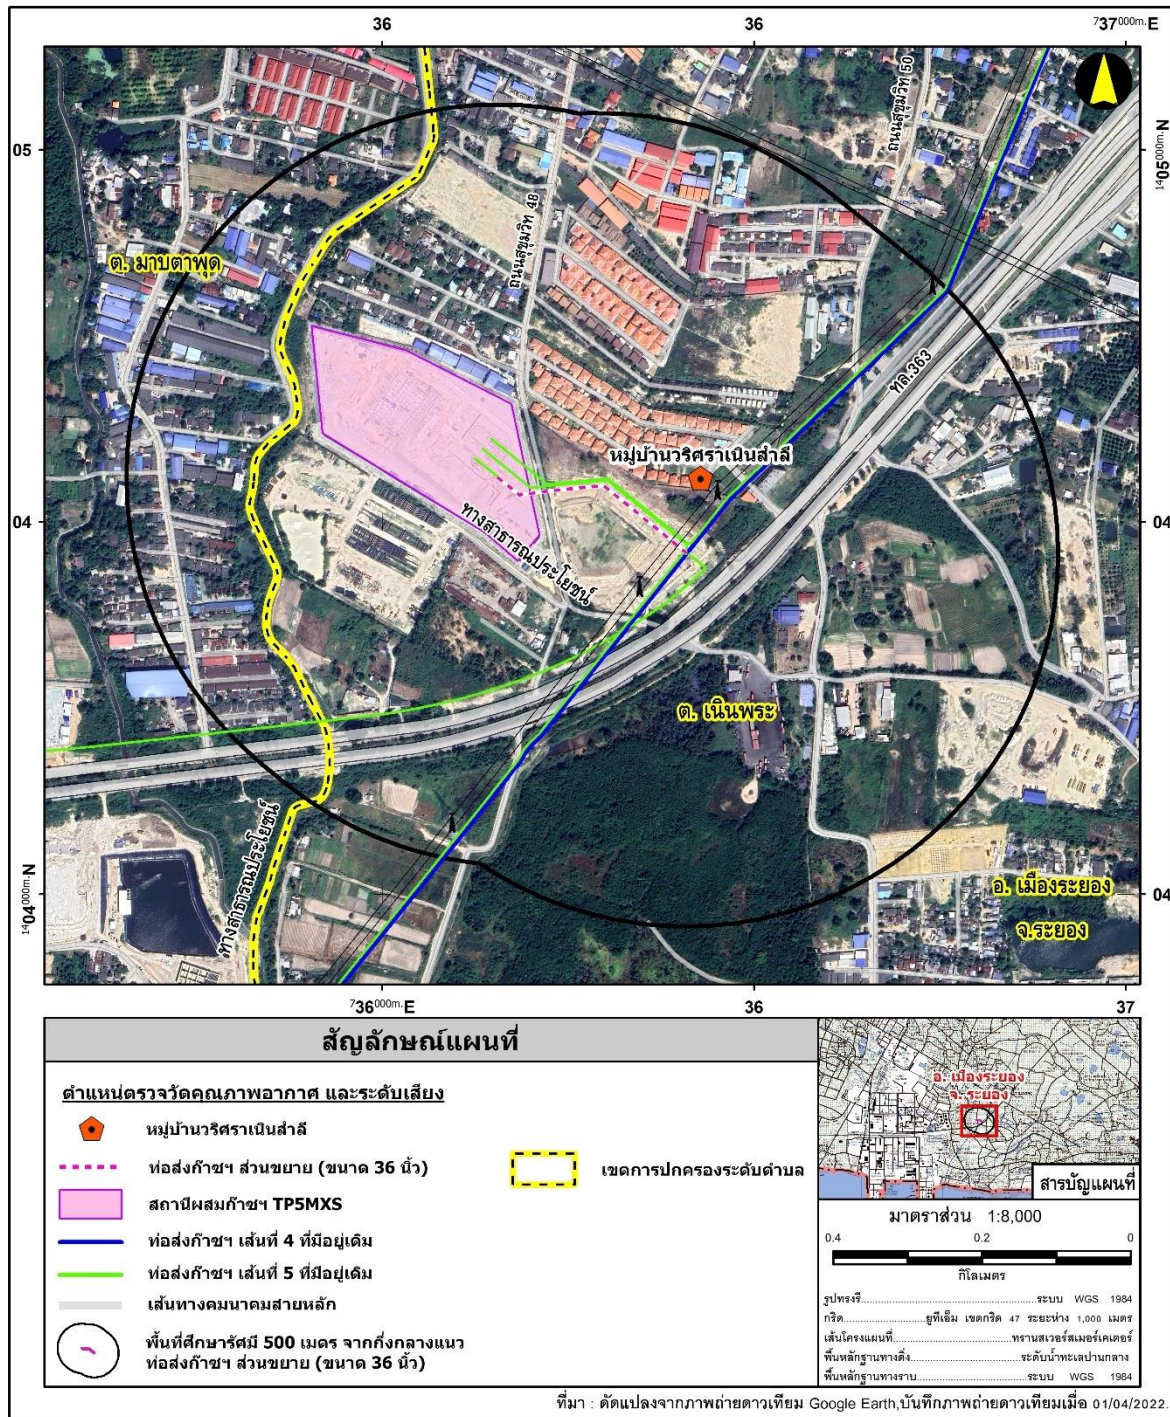 36
36
7 37 000m. E
05
14 05 000m. N
ถนนสุขุมวิท 50
ถนนสุขุมวิท 48
ต. มาบตาพุด
ทล.363
หมู่บ้านวริศราเนินสำลี
04
04
ทางสาธารณประโยชน์
ต. เนินพระ
ทางสาธารณประโยชน์
14 04 000m. N
อ. เมืองระยอง
จ.ระยอง
04
7 36 000m. E
36
37
สัญลักษณ์แผนที่
ตำแหน่งตรวจวัดคุณภาพอากาศ และระดับเสียง
หมู่บ้านวริศราเนินสำลี
ท่อส่งก๊าซฯ ส่วนขยาย (ขนาด 36 นิ้ว)
สถานีผสมก๊าซฯ TP5MXS
ท่อส่งก๊าซฯ เส้นที่ 4 ที่มีอยู่เดิม
ท่อส่งก๊าซฯ เส้นที่ 5 ที่มีอยู่เดิม
เส้นทางคมนาคมสายหลัก
พื้นที่ศึกษารัศมี 500 เมตร จากกึ่งกลางแนว
ท่อส่งก๊าซฯ ส่วนขยาย (ขนาด 36 นิ้ว)
เขตการปกครองระดับตำบล
อ. เมืองระยอง
จ. ระยอง
สารบัญแผนที่
มาตราส่วน 1:8,000
0.4 0.2 0
กิโลเมตร
รูปทรงรี......ระบบ WGS 1984
กริด......ยูทีเอ็ม เขตกริด 47 ระยะห่าง 1,000 เมตร
เส้นโครงแผนที่......ทรานสเวอร์สเมอร์เคเตอร์
พื้นหลักฐานทางดิ่ง......ระดับน้ำทะเลปานกลาง
พื้นหลักฐานทางราบ......ระบบ WGS 1984
ที่มา : ดัดแปลงจากภาพถ่ายดาวเทียม Google Earth,บันทึกภาพถ่ายดาวเทียมเมื่อ 01/04/2022.